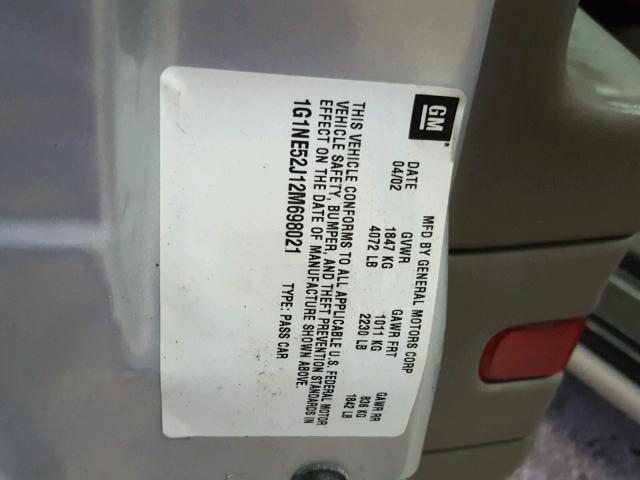 GM
MFD BY GENERAL MOTORS CORP
DATE GVWR GAWR FRT GAWR RR
04/02 1847 KG 1011 KG 836 KG
4072 LB 2230 LB 1842 LB
THIS VEHICLE CONFORMS TO ALL APPLICABLE U.S. FEDERAL MOTOR
VEHICLE SAFETY, BUMPER, AND THEFT PREVENTION STANDARDS IN
EFFECT ON THE DATE OF MANUFACTURE SHOWN ABOVE.
1G1NE52J12M698021 TYPE: PASS CAR